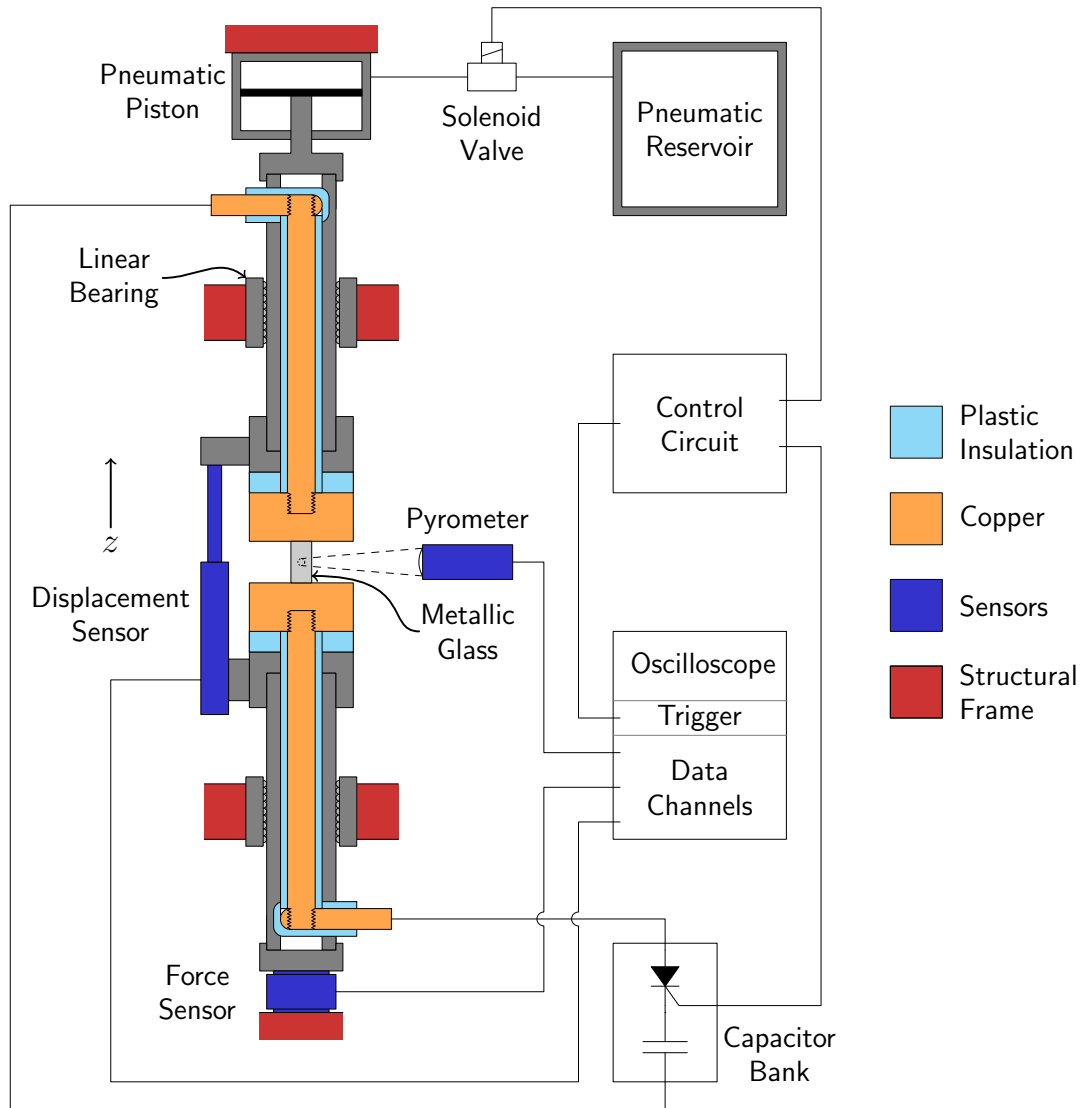 Pneumatic
Piston
Solenoid
Valve
Pneumatic
Reservoir
Linear
Bearing
Control
Circuit
Plastic
Insulation
z
Pyrometer
Copper
Displacement
Sensor
Metallic
Glass
Sensors
Oscilloscope
Trigger
Data
Channels
Structural
Frame
Force
Sensor
Capacitor
Bank